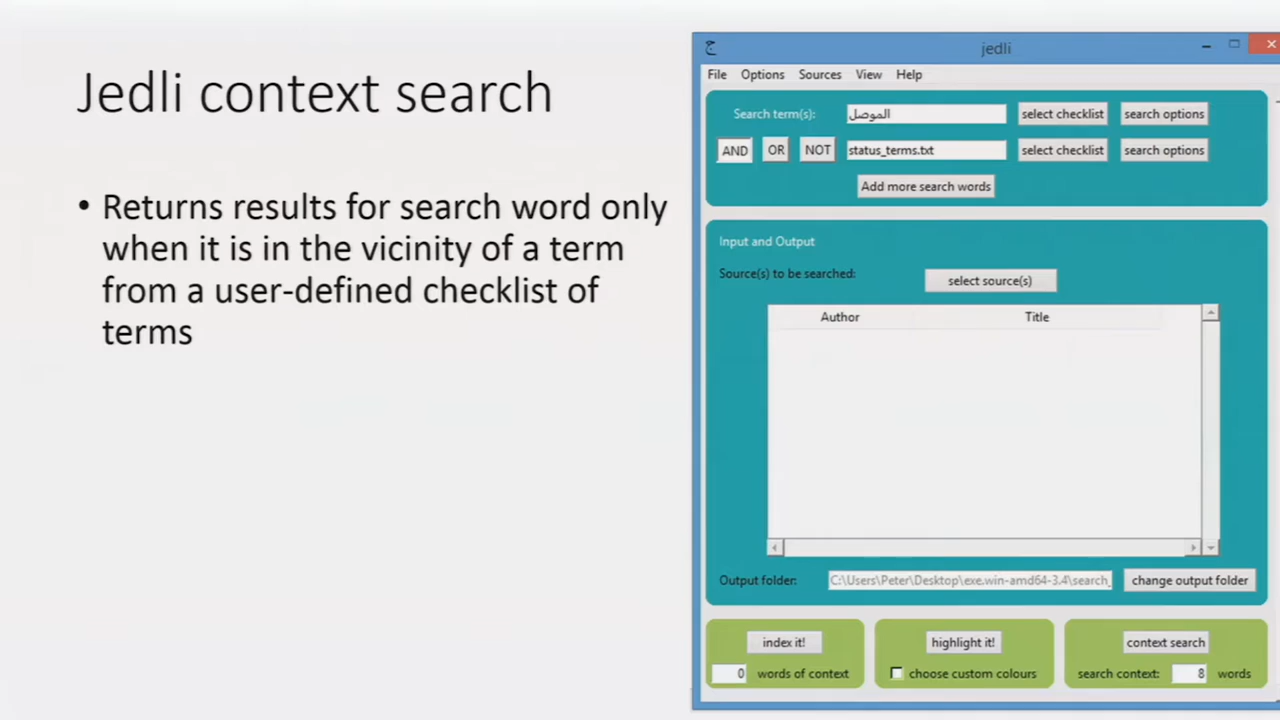 Jedli context search
• Returns results for search word only
when it is in the vicinity of a term
from a user-defined checklist of
terms
ج
jedli
File Options Sources View Help
Search term(s): الموصل select checklist search options
AND OR NOT status_terms.txt select checklist search options
Add more search words
Input and Output
Source(s) to be searched: select source(s)
Author Title
Output folder: C:\Users\Peter\Desktop\exe.win-amd64-3.4\search_ change output folder
index it! highlight it! context search
0 words of context choose custom colours search context: 8 words